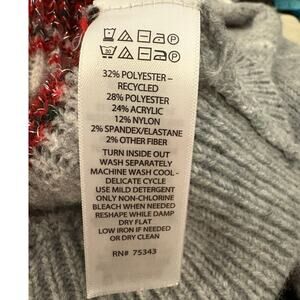 30
32% POLYESTER –
RECYCLED
28% POLYESTER
24% ACRYLIC
12% NYLON
2% SPANDEX/ELASTANE
2% OTHER FIBER
TURN INSIDE OUT
WASH SEPARATELY
MACHINE WASH COOL -
DELICATE CYCLE
USE MILD DETERGENT
ONLY NON-CHLORINE
BLEACH WHEN NEEDED
RESHAPE WHILE DAMP
DRY FLAT
LOW IRON IF NEEDED
OR DRY CLEAN
RN# 75343